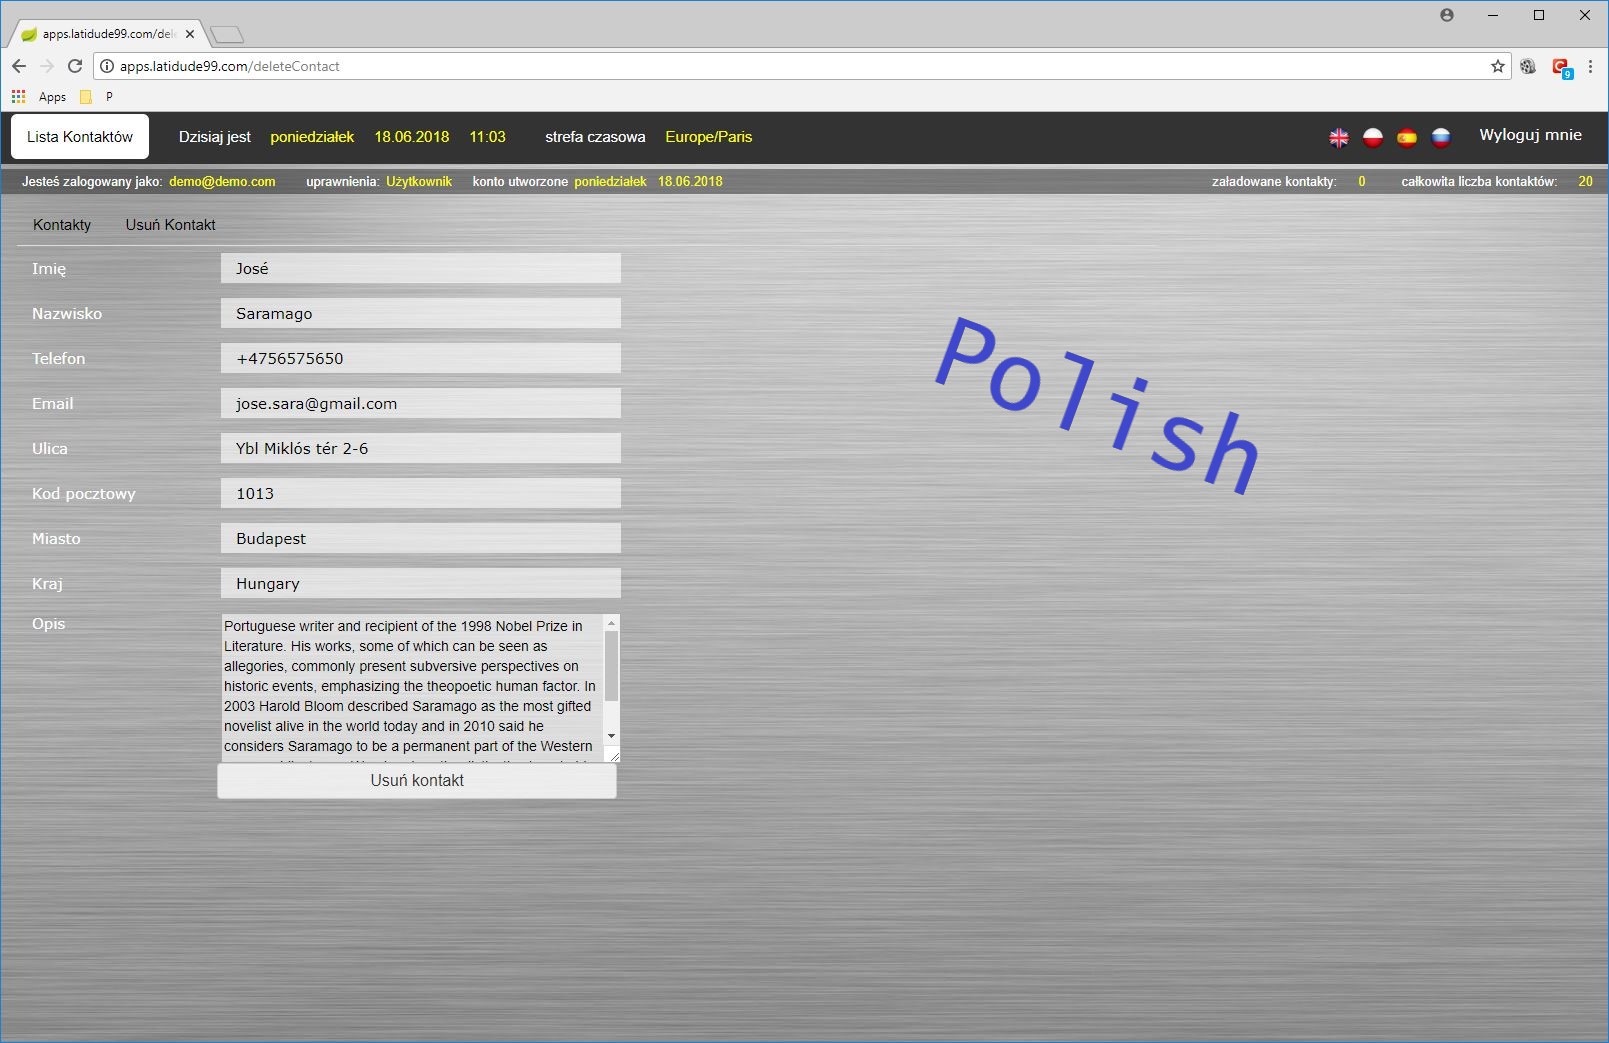 apps.latidude99.com/dele
apps.latidude99.com/deleteContact
9
Apps P
Lista Kontaktów Dzisiaj jest poniedziałek 18.06.2018 11:03 strefa czasowa Europe/Paris Wyloguj mnie
Jesteś zalogowany jako: demo@demo.com uprawnienia: Użytkownik konto utworzone poniedziałek 18.06.2018 załadowane kontakty: 0 całkowita liczba kontaktów: 20
Kontakty Usuń Kontakt
Imię José
Nazwisko Saramago
Telefon +4756575650
Email jose.sara@gmail.com
Ulica Ybl Miklós tér 2-6
Kod pocztowy 1013
Miasto Budapest
Kraj Hungary
Opis Portuguese writer and recipient of the 1998 Nobel Prize in
Literature. His works, some of which can be seen as
allegories, commonly present subversive perspectives on
historic events, emphasizing the theopoetic human factor. In
2003 Harold Bloom described Saramago as the most gifted
novelist alive in the world today and in 2010 said he
considers Saramago to be a permanent part of the Western
Usuń kontakt
Polish